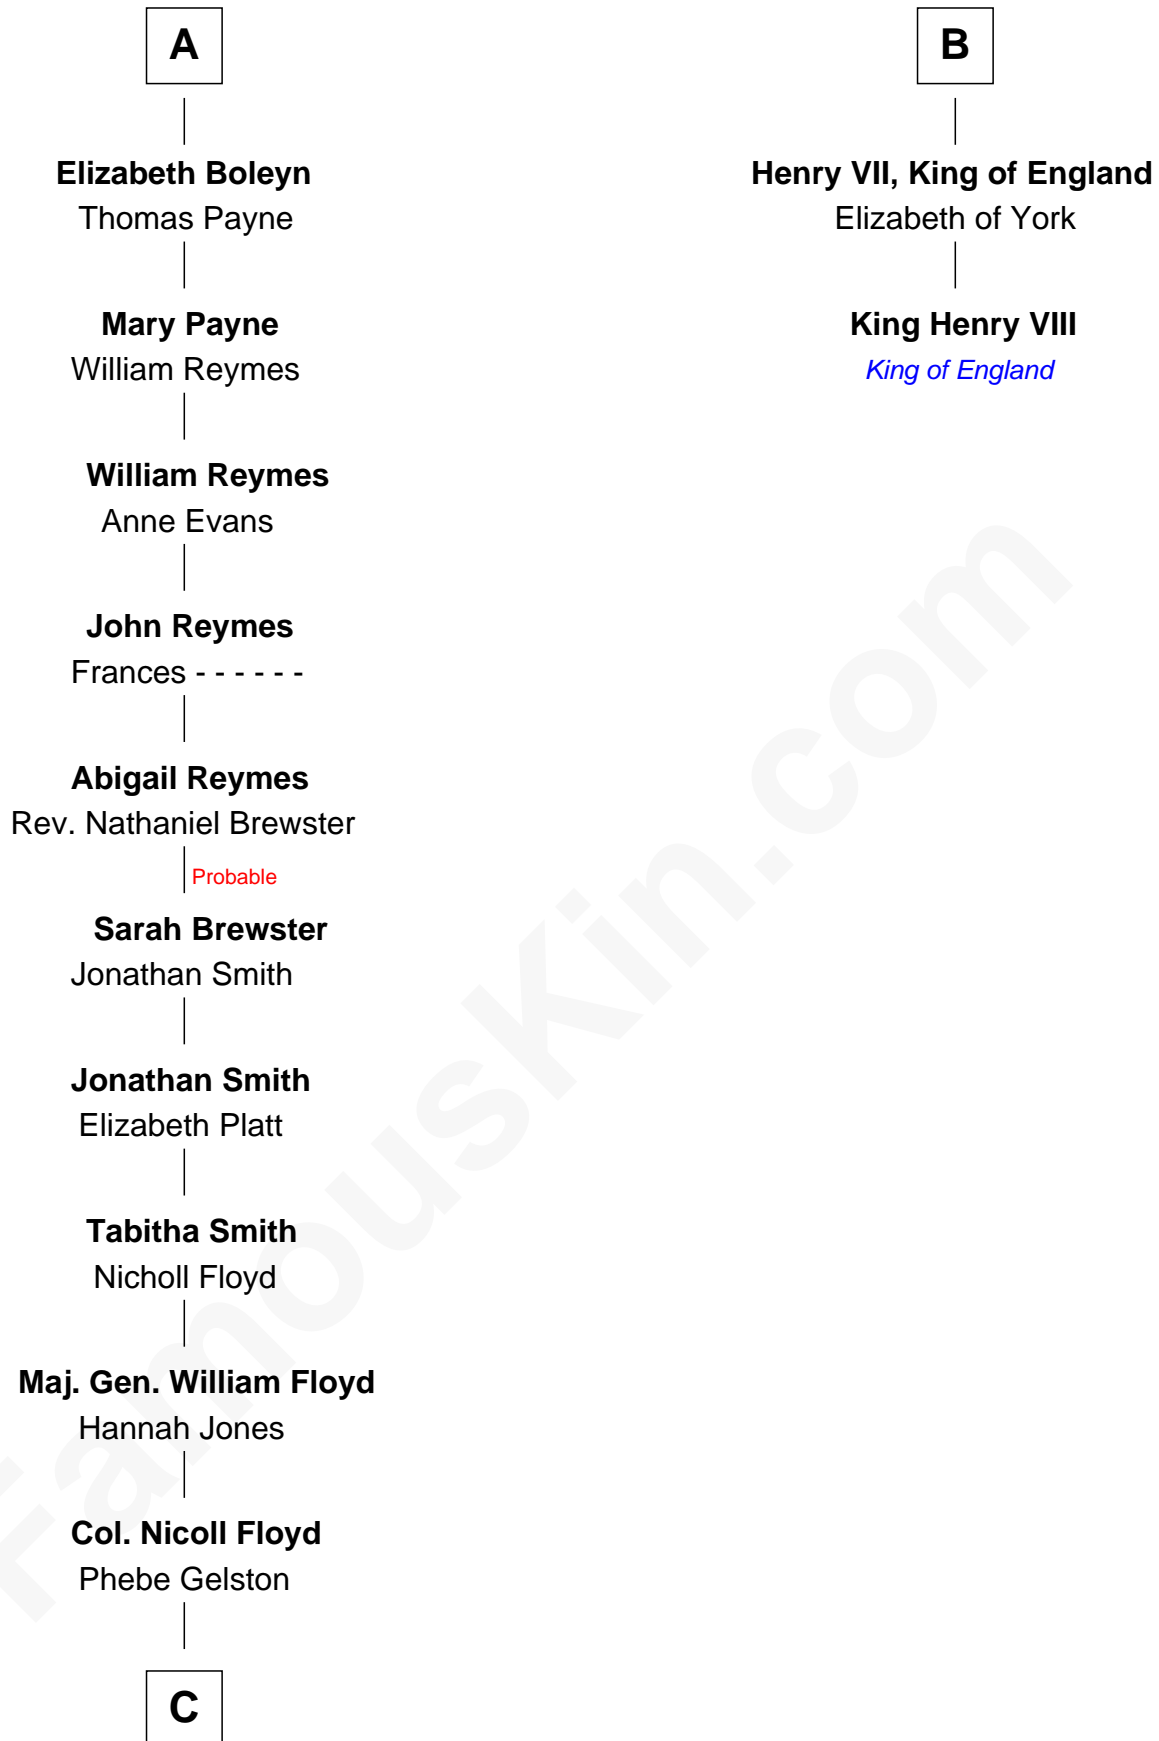 A
Elizabeth Boleyn
Thomas Payne
Mary Payne
William Reymes
William Reymes
Anne Evans
John Reymes
Frances - - - - - -
Abigail Reymes
Rev. Nathaniel Brewster
Probable
Sarah Brewster
Jonathan Smith
Jonathan Smith
Elizabeth Platt
Tabitha Smith
Nicholl Floyd
Maj. Gen. William Floyd
Hannah Jones
Col. Nicoll Floyd
Phebe Gelston
C
B
Henry VII, King of England
Elizabeth of York
King Henry VIII
King of England
FamousKin.com